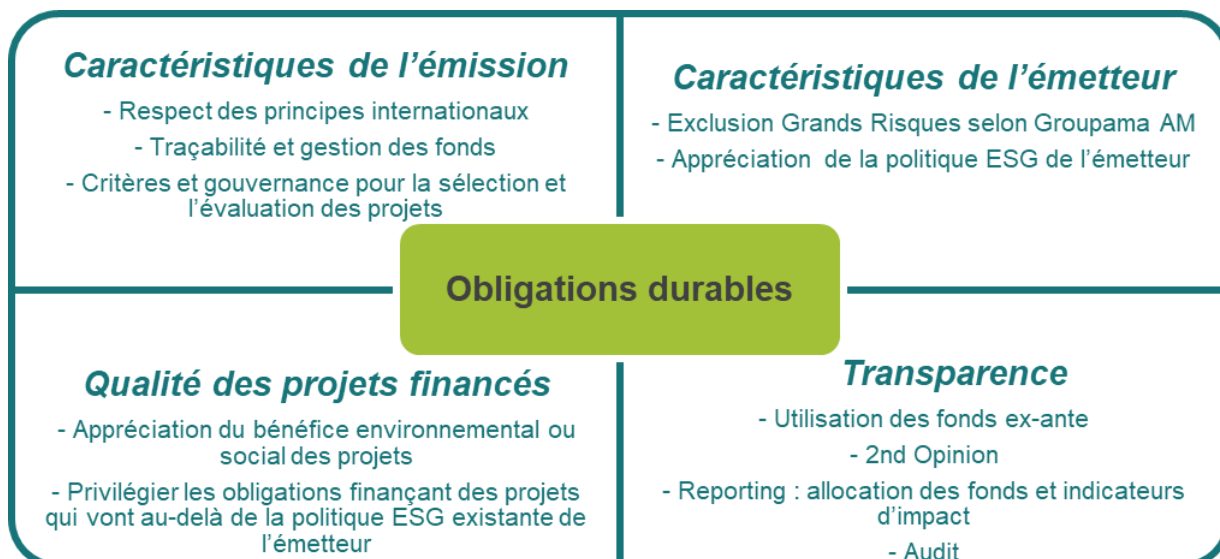 Caractéristiques de l'émission
- Respect des principes internationaux
- Traçabilité et gestion des fonds
- Critères et gouvernance pour la sélection et
l'évaluation des projets
Caractéristiques de l'émetteur
- Exclusion Grands Risques selon Groupama AM
- Appréciation de la politique ESG de l'émetteur
Obligations durables
Qualité des projets financés
- Appréciation du bénéfice environnemental ou
social des projets
- Privilégier les obligations finançant des projets
qui vont au-delà de la politique ESG existante de
l'émetteur
Transparence
- Utilisation des fonds ex-ante
- 2nd Opinion
- Reporting : allocation des fonds et indicateurs
d'impact
- Audit